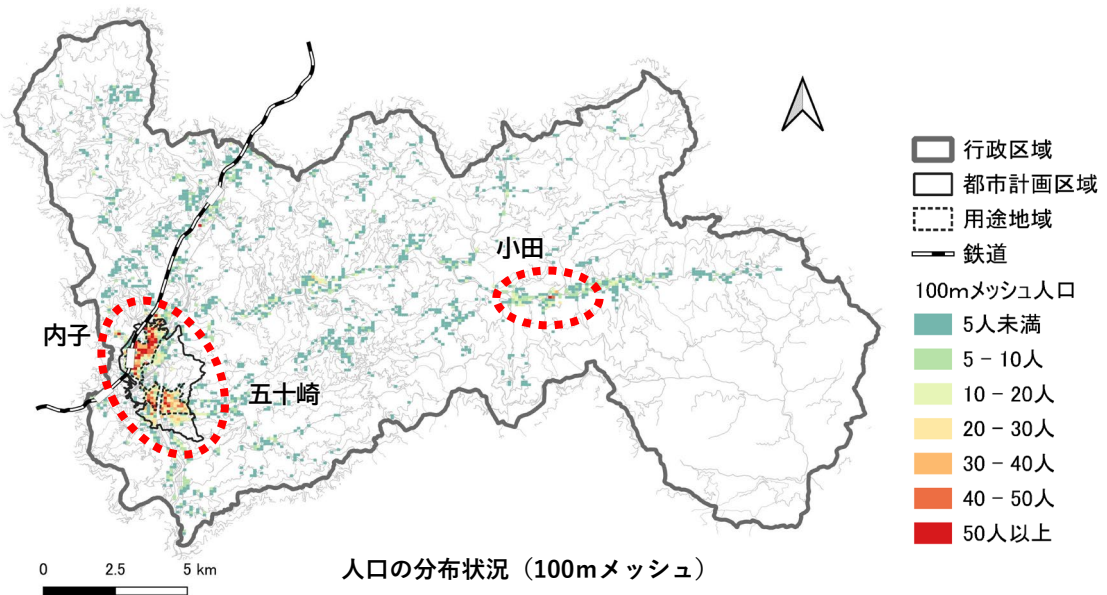 小田
内子
五十崎
行政区域
都市計画区域
用途地域
鉄道
100mメッシュ人口
5人未満
5－10人
10－20人
20－30人
30－40人
40－50人
50人以上
0 2.5 5 km
人口の分布状況（100mメッシュ）